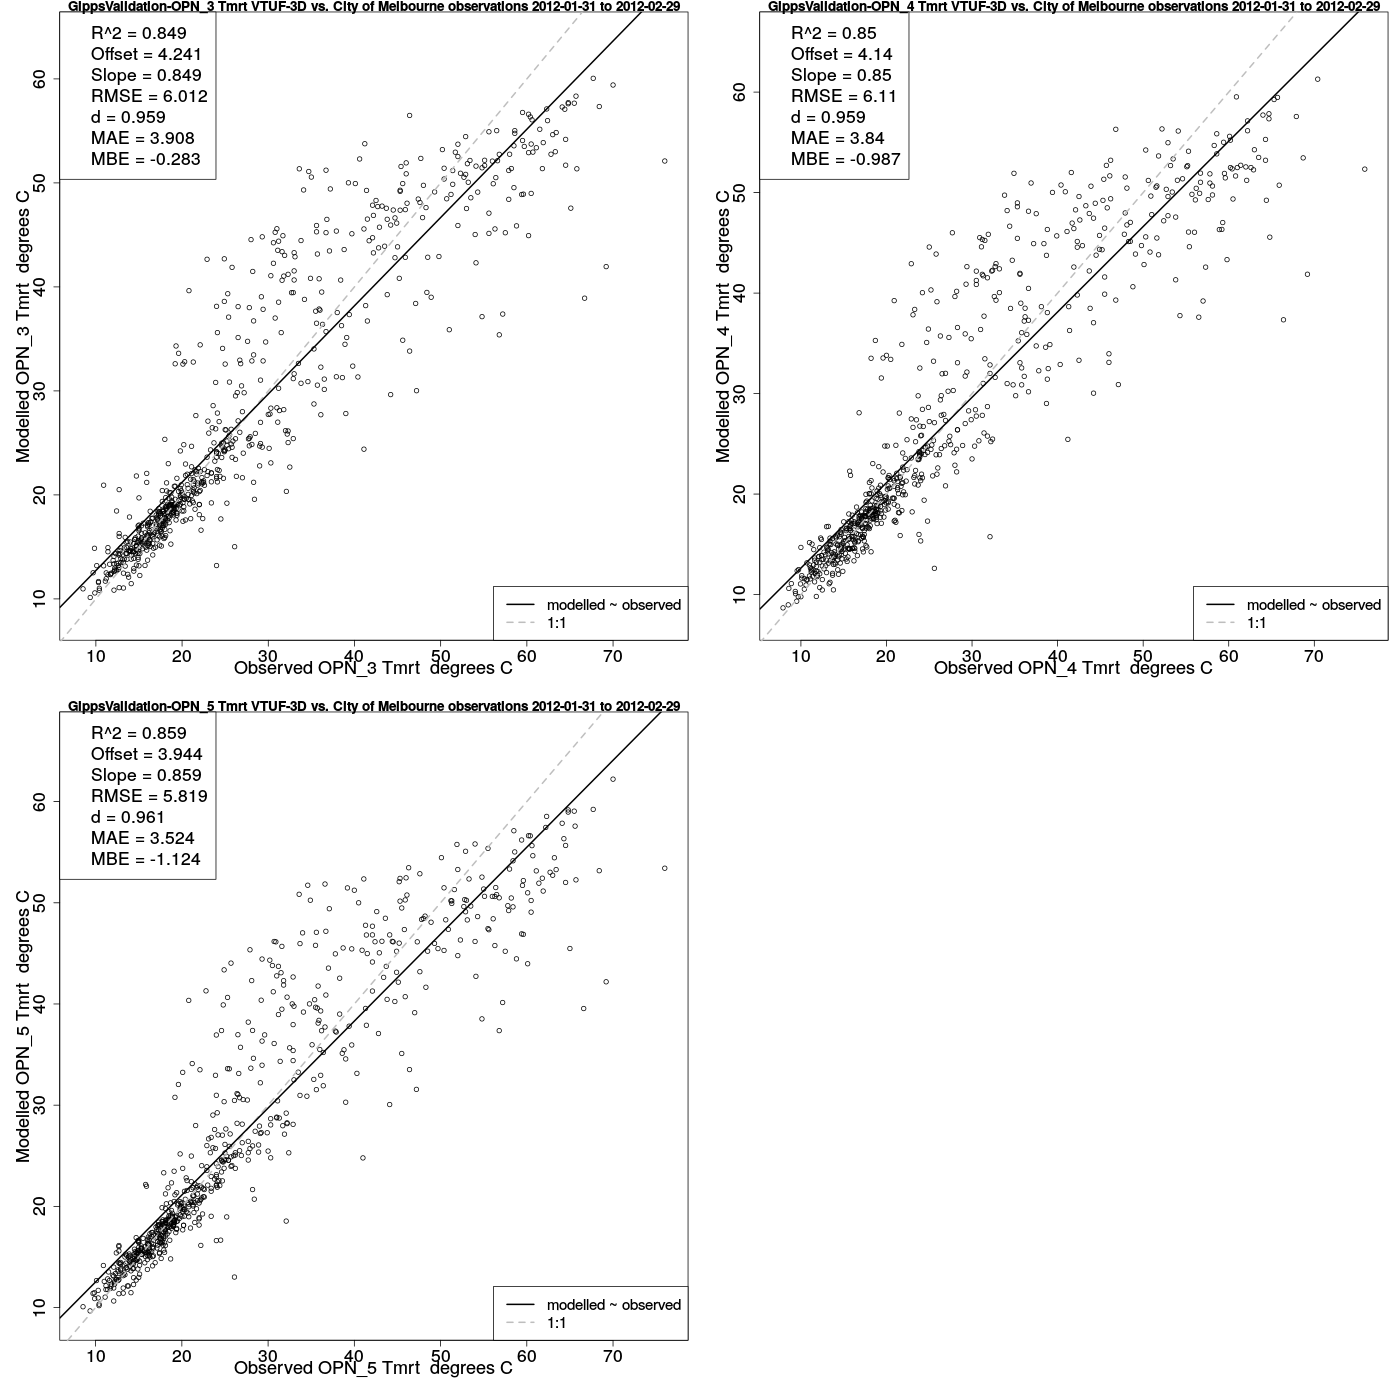 GippsValidation-OPN_3 Tmrt VTUF-3D vs. City of Melbourne observations 2012-01-31 to 2012-02-29
R^2 = 0.849
Offset = 4.241
Slope = 0.849
RMSE = 6.012
d = 0.959
MAE = 3.908
MBE = -0.283
Modelled OPN_3 Tmrt degrees C
60
50
40
30
20
10
modelled ~ observed
1:1
10 20 30 40 50 60 70
Observed OPN_3 Tmrt degrees C
GippsValidation-OPN_4 Tmrt VTUF-3D vs. City of Melbourne observations 2012-01-31 to 2012-02-29
R^2 = 0.85
Offset = 4.14
Slope = 0.85
RMSE = 6.11
d = 0.959
MAE = 3.84
MBE = -0.987
Modelled OPN_4 Tmrt degrees C
60
50
40
30
20
10
modelled ~ observed
1:1
10 20 30 40 50 60 70
Observed OPN_4 Tmrt degrees C
GippsValidation-OPN_5 Tmrt VTUF-3D vs. City of Melbourne observations 2012-01-31 to 2012-02-29
R^2 = 0.859
Offset = 3.944
Slope = 0.859
RMSE = 5.819
d = 0.961
MAE = 3.524
MBE = -1.124
Modelled OPN_5 Tmrt degrees C
60
50
40
30
20
10
modelled ~ observed
1:1
10 20 30 40 50 60 70
Observed OPN_5 Tmrt degrees C